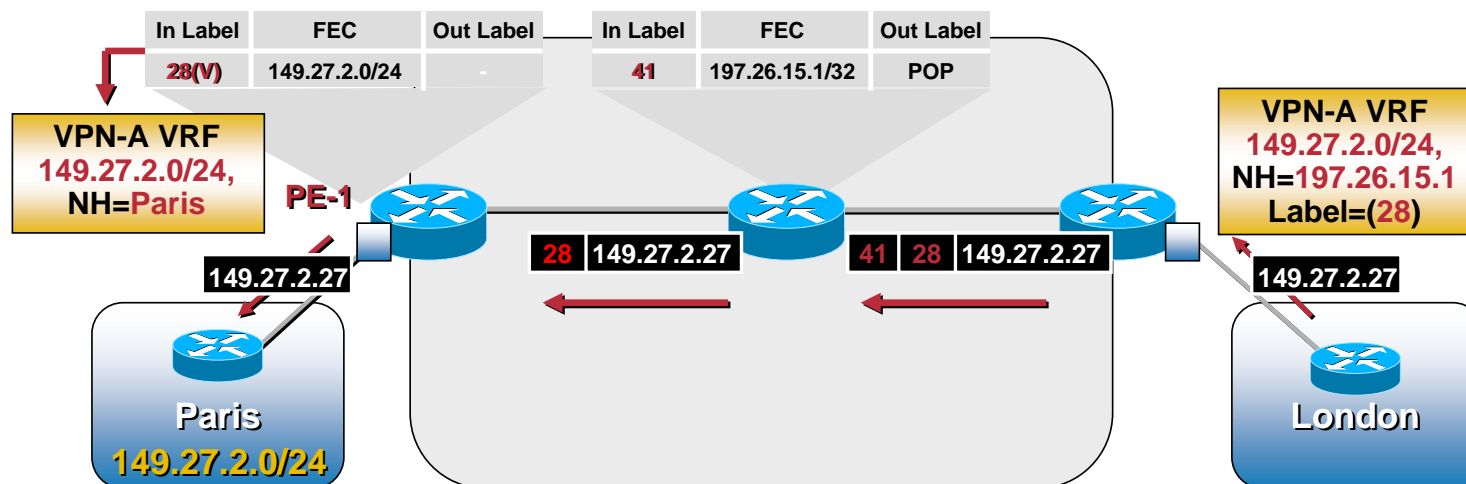 In Label FEC Out Label
28(V) 149.27.2.0/24 -
In Label FEC Out Label
41 197.26.15.1/32 POP
VPN-A VRF
149.27.2.0/24,
NH=Paris
PE-1
VPN-A VRF
149.27.2.0/24,
NH=197.26.15.1
Label=(28)
149.27.2.27
28 149.27.2.27
41 28 149.27.2.27
149.27.2.27
Paris
149.27.2.0/24
London